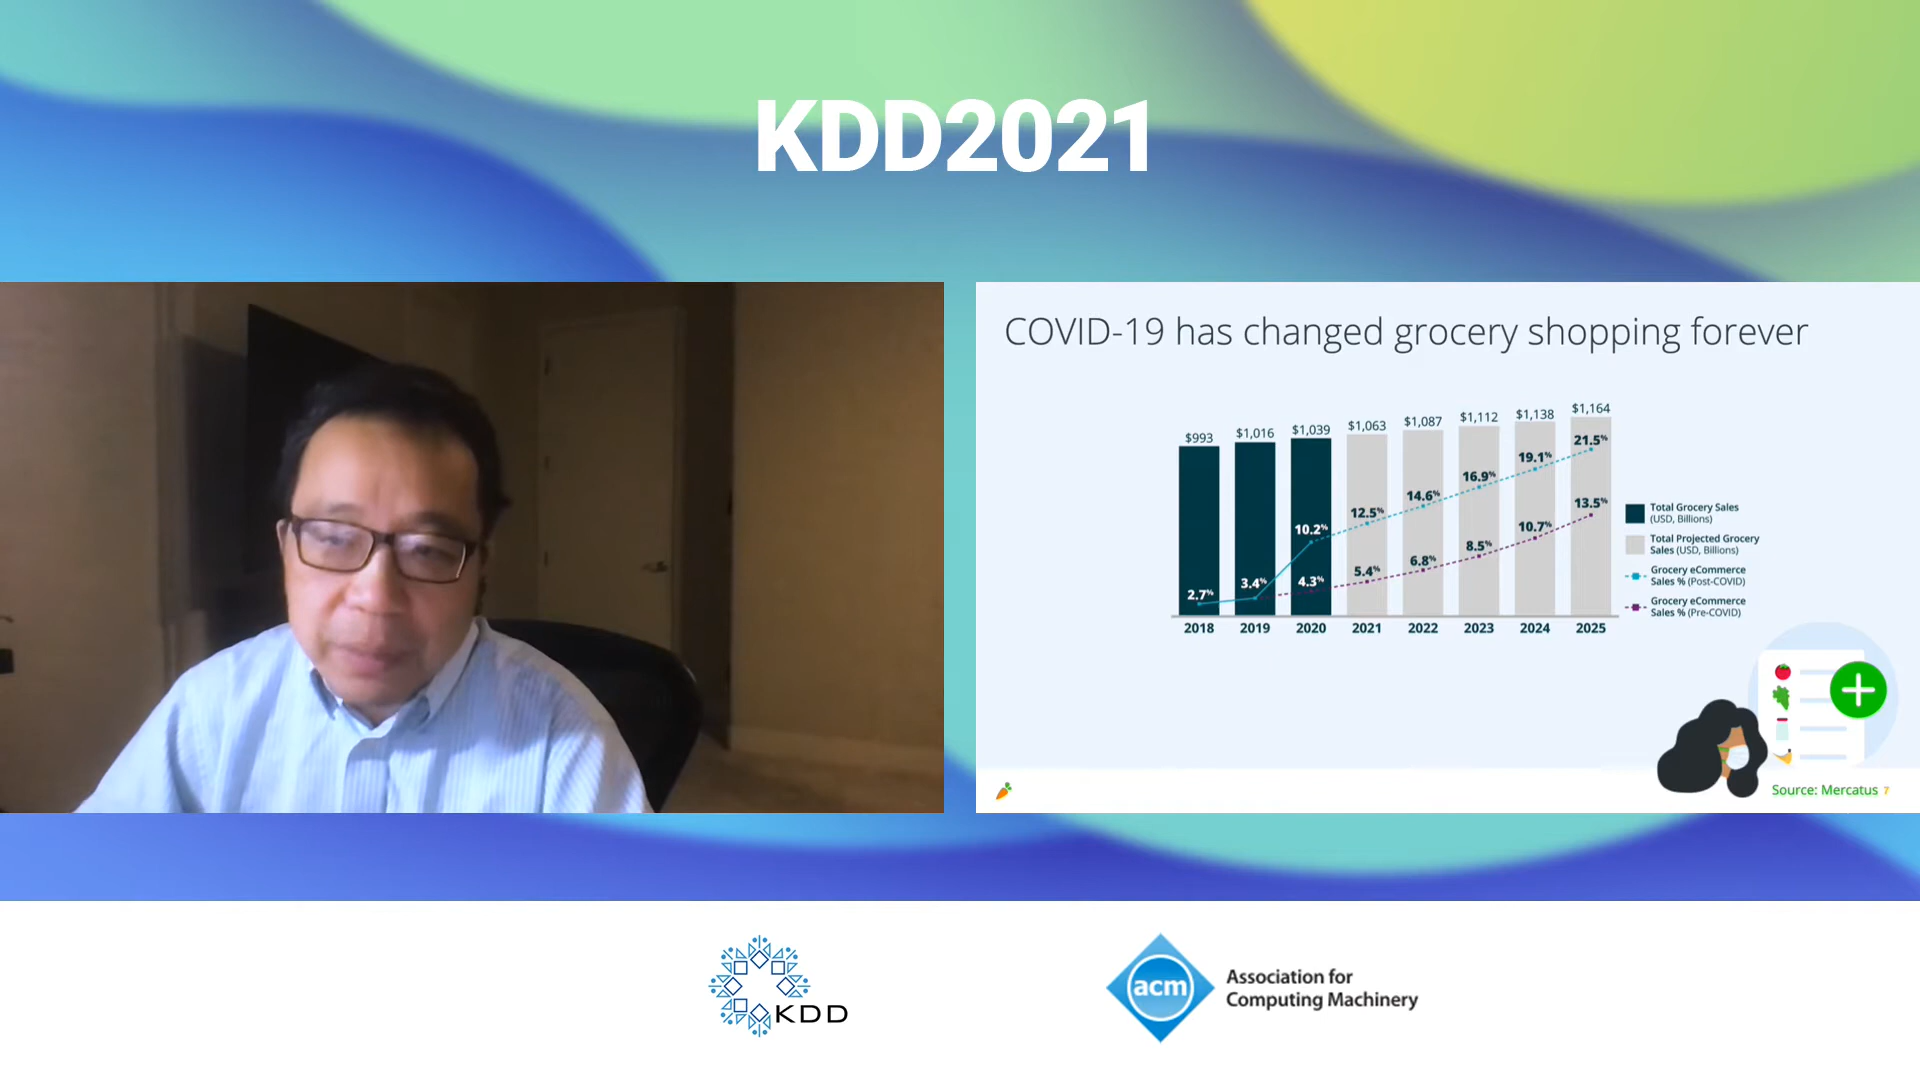 KDD2021
COVID-19 has changed grocery shopping forever
$993 $1,016 $1,039 $1,063 $1,087 $1,112 $1,138 $1,164
2.7% 3.4% 10.2% 12.5% 14.6% 16.9% 19.1% 21.5%
4.3% 5.4% 6.8% 8.5% 10.7% 13.5%
2018 2019 2020 2021 2022 2023 2024 2025
Total Grocery Sales
(USD, Billions)
Total Projected Grocery
Sales (USD, Billions)
Grocery eCommerce
Sales % (Post-COVID)
Grocery eCommerce
Sales % (Pre-COVID)
Source: Mercatus 7
KDD
acm
Association for
Computing Machinery